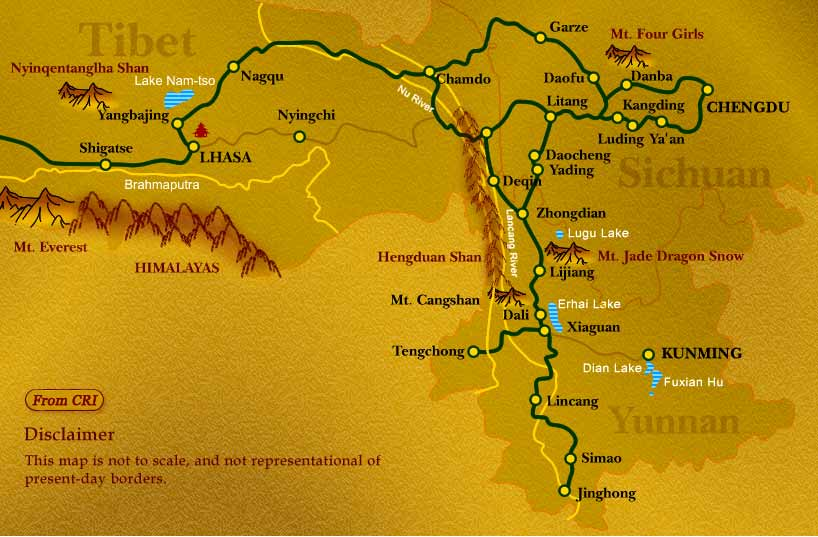 Tibet
Nyinqentanglha Shan
Lake Nam-tso
Nagqu
Yangbajing
Nyingchi
Shigatse
LHASA
Brahmaputra
Mt. Everest
HIMALAYAS
Garze
Mt. Four Girls
Chamdo
Daofu
Danba
Nu River
Litang
Kangding
CHENGDU
Luding
Ya'an
Daocheng
Yading
Sichuan
Deqin
Zhongdian
Lancang River
Lugu Lake
Hengduan Shan
Mt. Jade Dragon Snow
Lijiang
Mt. Cangshan
Erhai Lake
Dali
Xiaguan
Tengchong
KUNMING
Dian Lake
Fuxian Hu
Lincang
Yunnan
Simao
Jinghong
From CRI
Disclaimer
This map is not to scale, and not representational of
present-day borders.